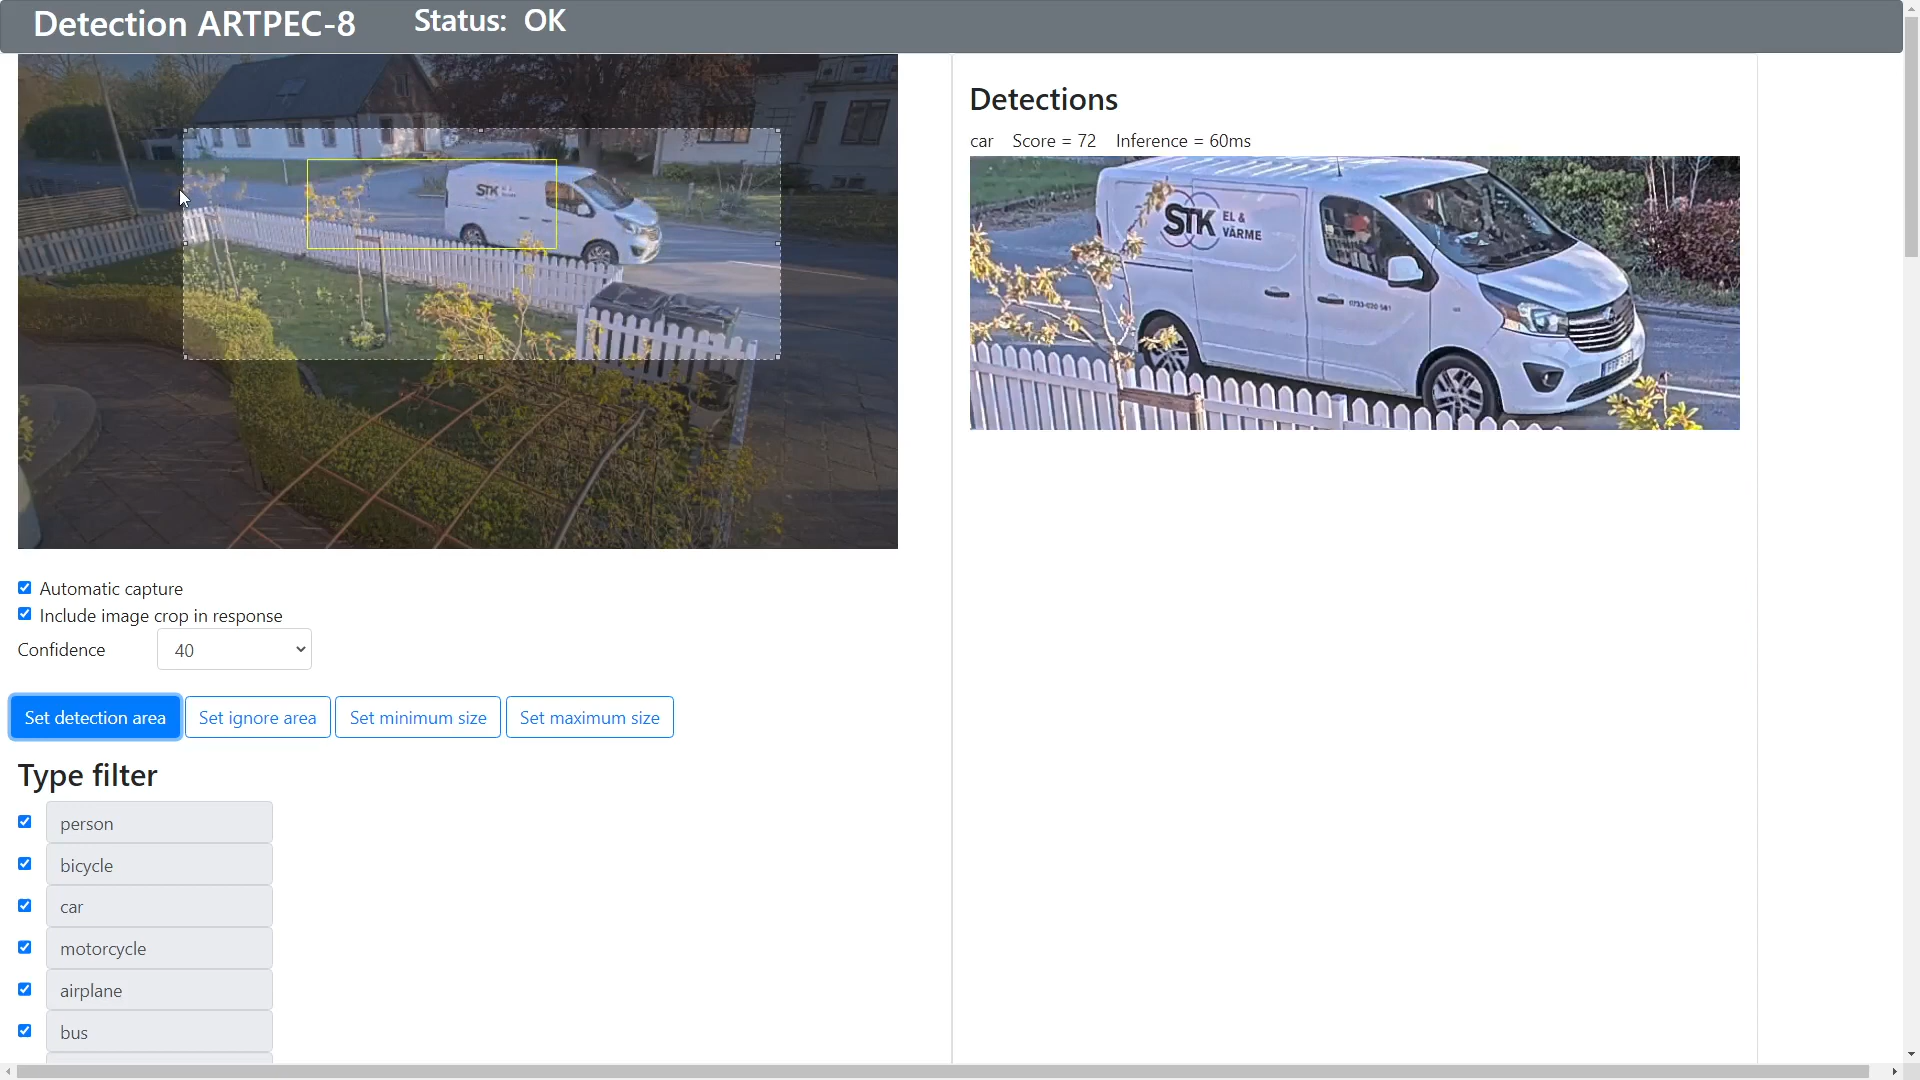 Detection ARTPEC-8 Status: OK
STK
Detections
car Score = 72 Inference = 60ms
STK EL &
VÄRME
Automatic capture
Include image crop in response
Confidence 40
Set detection area Set ignore area Set minimum size Set maximum size
Type filter
person
bicycle
car
motorcycle
airplane
bus